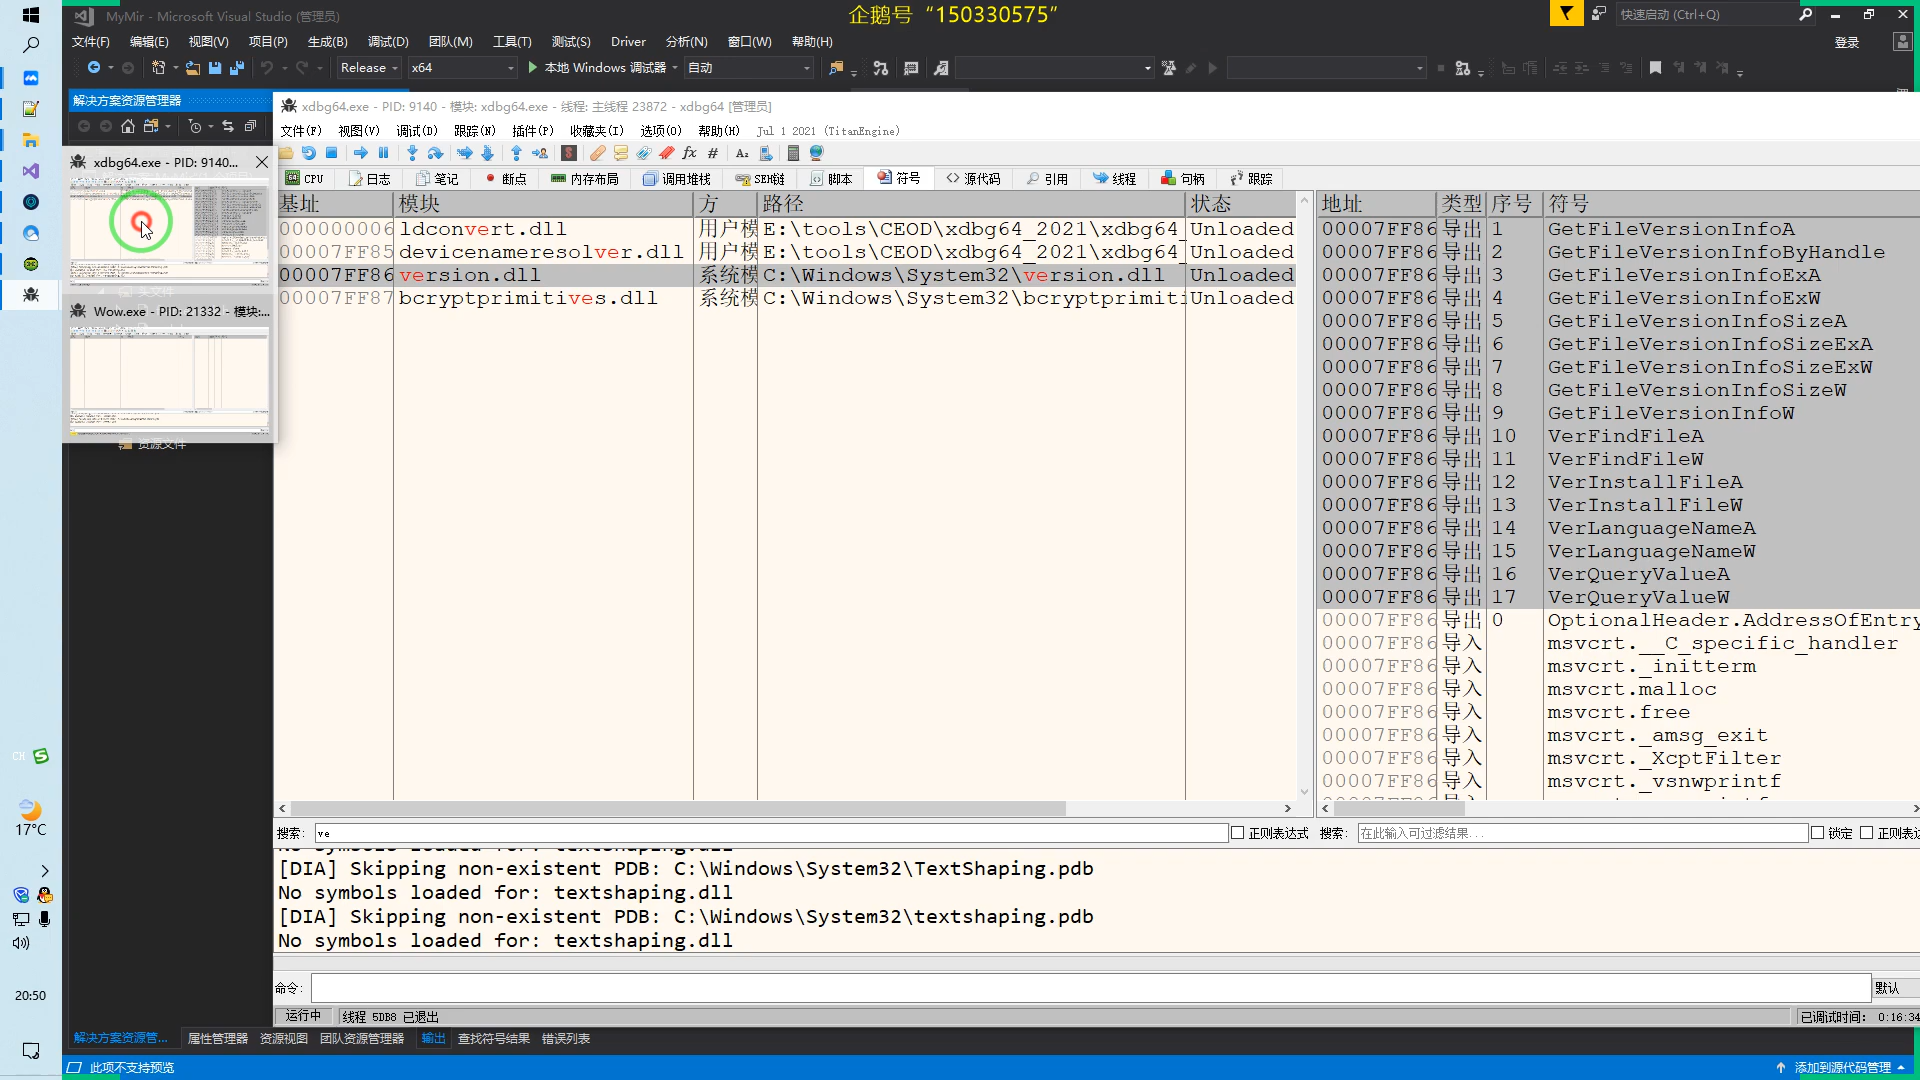 MyMir - Microsoft Visual Studio (管理员)
企鹅号“150330575”
快速启动 (Ctrl+Q)
文件(F) 编辑(E) 视图(V) 项目(P) 生成(B) 调试(D) 团队(M) 工具(T) 测试(S) Driver 分析(N) 窗口(W) 帮助(H)
登录
Release x64 本地 Windows 调试器 自动
解决方案资源管理器
xdbg64.exe - PID: 9140 - 模块: xdbg64.exe - 线程: 主线程 23872 - xdbg64 [管理员]
文件(F) 视图(V) 调试(D) 跟踪(N) 插件(P) 收藏夹(I) 选项(O) 帮助(H) Jul 1 2021 (TitanEngine)
xdbg64.exe - PID: 9140...
CPU 日志 笔记 断点 内存布局 调用堆栈 SEH链 脚本 符号 源代码 引用 线程 句柄 跟踪
基址 模块 方 路径 状态
000000006 ldconvert.dll 用户模 E:\tools\CEOD\xdbg64_2021\xdbg64 Unloaded
00007FF85 devicenameresolver.dll 用户模 E:\tools\CEOD\xdbg64_2021\xdbg64 Unloaded
00007FF86 version.dll 系统模 C:\Windows\System32\version.dll Unloaded
00007FF87 bcryptprimitives.dll 系统模 C:\Windows\System32\bcryptprimiti Unloaded
地址 类型 序号 符号
00007FF86 导出 1 GetFileVersionInfoA
00007FF86 导出 2 GetFileVersionInfoByHandle
00007FF86 导出 3 GetFileVersionInfoExA
00007FF86 导出 4 GetFileVersionInfoExW
00007FF86 导出 5 GetFileVersionInfoSizeA
00007FF86 导出 6 GetFileVersionInfoSizeExA
00007FF86 导出 7 GetFileVersionInfoSizeExW
00007FF86 导出 8 GetFileVersionInfoSizeW
00007FF86 导出 9 GetFileVersionInfoW
00007FF86 导出 10 VerFindFileA
00007FF86 导出 11 VerFindFileW
00007FF86 导出 12 VerInstallFileA
00007FF86 导出 13 VerInstallFileW
00007FF86 导出 14 VerLanguageNameA
00007FF86 导出 15 VerLanguageNameW
00007FF86 导出 16 VerQueryValueA
00007FF86 导出 17 VerQueryValueW
00007FF86 导出 0 OptionalHeader.AddressOfEntry
00007FF86 导入 msvcrt.__C_specific_handler
00007FF86 导入 msvcrt._initterm
00007FF86 导入 msvcrt.malloc
00007FF86 导入 msvcrt.free
00007FF86 导入 msvcrt._amsg_exit
00007FF86 导入 msvcrt._XcptFilter
00007FF86 导入 msvcrt._vsnwprintf
头文件
Wow.exe - PID: 21332 - 模块:...
资源文件
搜索: ve 正则表达式
搜索: 在此输入可过滤结果... 锁定 正则表达
No symbols loaded for: textshaping.dll
[DIA] Skipping non-existent PDB: C:\Windows\System32\TextShaping.pdb
No symbols loaded for: textshaping.dll
[DIA] Skipping non-existent PDB: C:\Windows\System32\textshaping.pdb
No symbols loaded for: textshaping.dll
命令: 默认
运行中 线程 5DB8 已退出 已调试时间: 0:16:34
解决方案资源管... 属性管理器 资源视图 团队资源管理器 输出 查找符号结果 错误列表
此项不支持预览 添加到源代码管理
CH
17°C
20:50